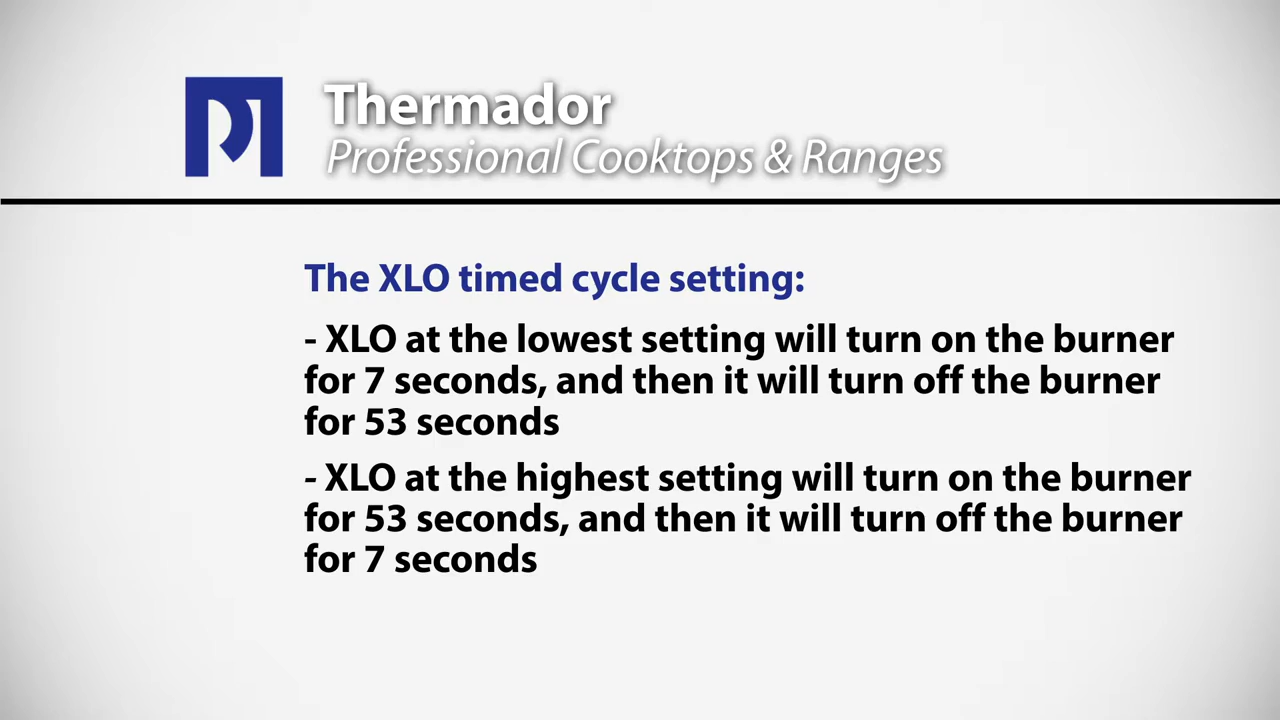 Thermador
Professional Cooktops & Ranges
The XLO timed cycle setting:
- XLO at the lowest setting will turn on the burner
for 7 seconds, and then it will turn off the burner
for 53 seconds
- XLO at the highest setting will turn on the burner
for 53 seconds, and then it will turn off the burner
for 7 seconds